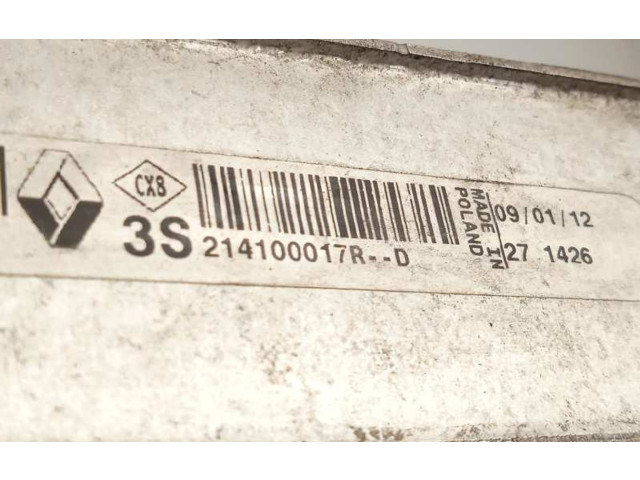 CX8
3S
214100017R--D
MADE IN
POLAND
09/01/12
27 1426